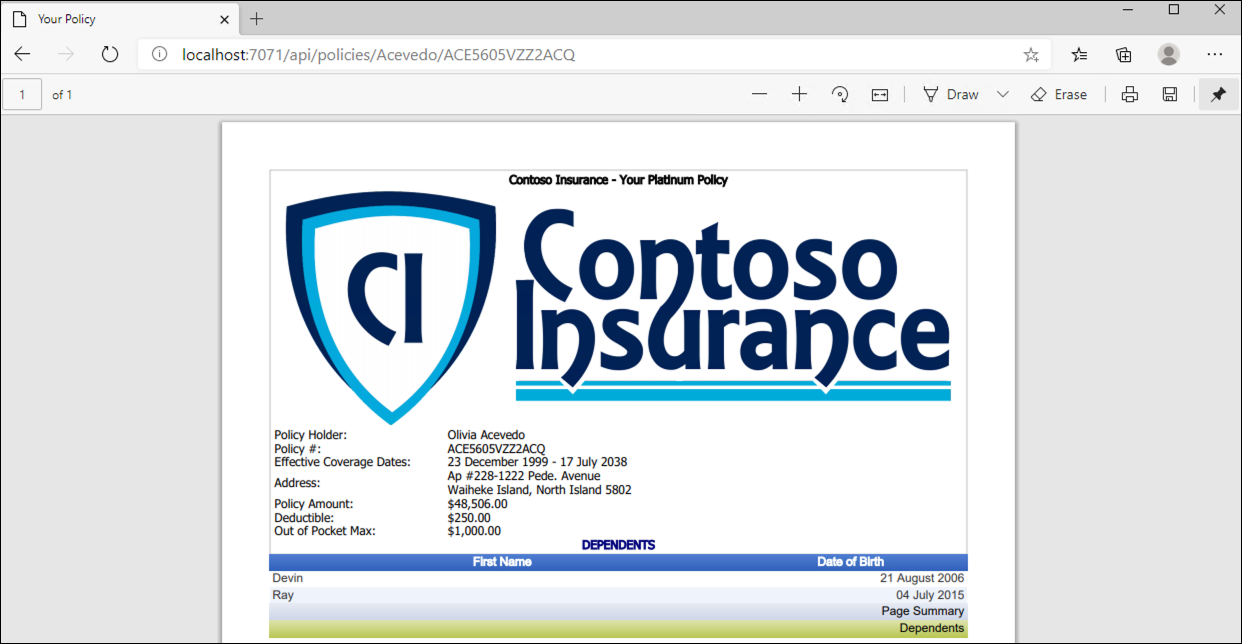 Your Policy
localhost:7071/api/policies/Acevedo/ACE5605VZZ2ACQ
1 of 1 Draw Erase
Contoso Insurance - Your Platinum Policy
CI
Contoso
Insurance
Policy Holder: Olivia Acevedo
Policy #: ACE5605VZZ2ACQ
Effective Coverage Dates: 23 December 1999 - 17 July 2038
Address: Ap #228-1222 Pede. Avenue
Waiheke Island, North Island 5802
Policy Amount: $48,506.00
Deductible: $250.00
Out of Pocket Max: $1,000.00
DEPENDENTS
First Name Date of Birth
Devin 21 August 2006
Ray 04 July 2015
Page Summary
Dependents